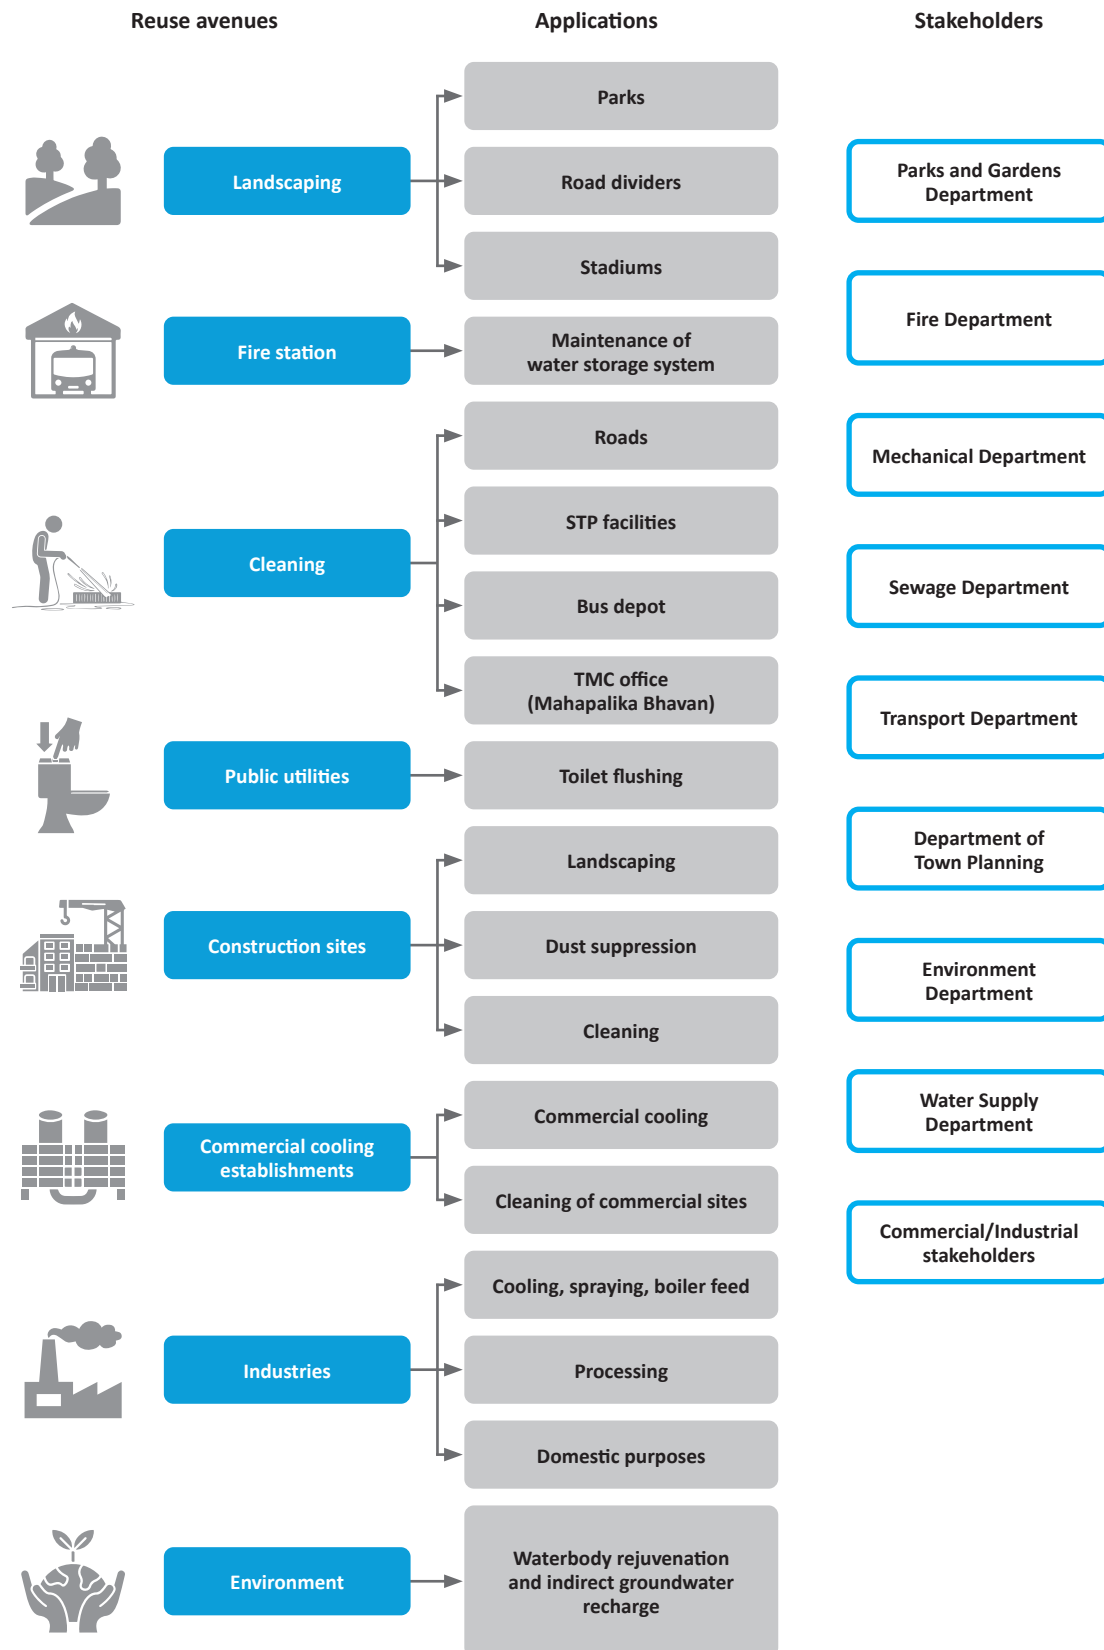 Reuse avenues
Applications
Stakeholders
Landscaping
Parks
Road dividers
Stadiums
Fire station
Maintenance of
water storage system
Cleaning
Roads
STP facilities
Bus depot
TMC office
(Mahapalika Bhavan)
Public utilities
Toilet flushing
Construction sites
Landscaping
Dust suppression
Cleaning
Commercial cooling
establishments
Commercial cooling
Cleaning of commercial sites
Industries
Cooling, spraying, boiler feed
Processing
Domestic purposes
Environment
Waterbody rejuvenation
and indirect groundwater
recharge
Parks and Gardens
Department
Fire Department
Mechanical Department
Sewage Department
Transport Department
Department of
Town Planning
Environment
Department
Water Supply
Department
Commercial/Industrial
stakeholders